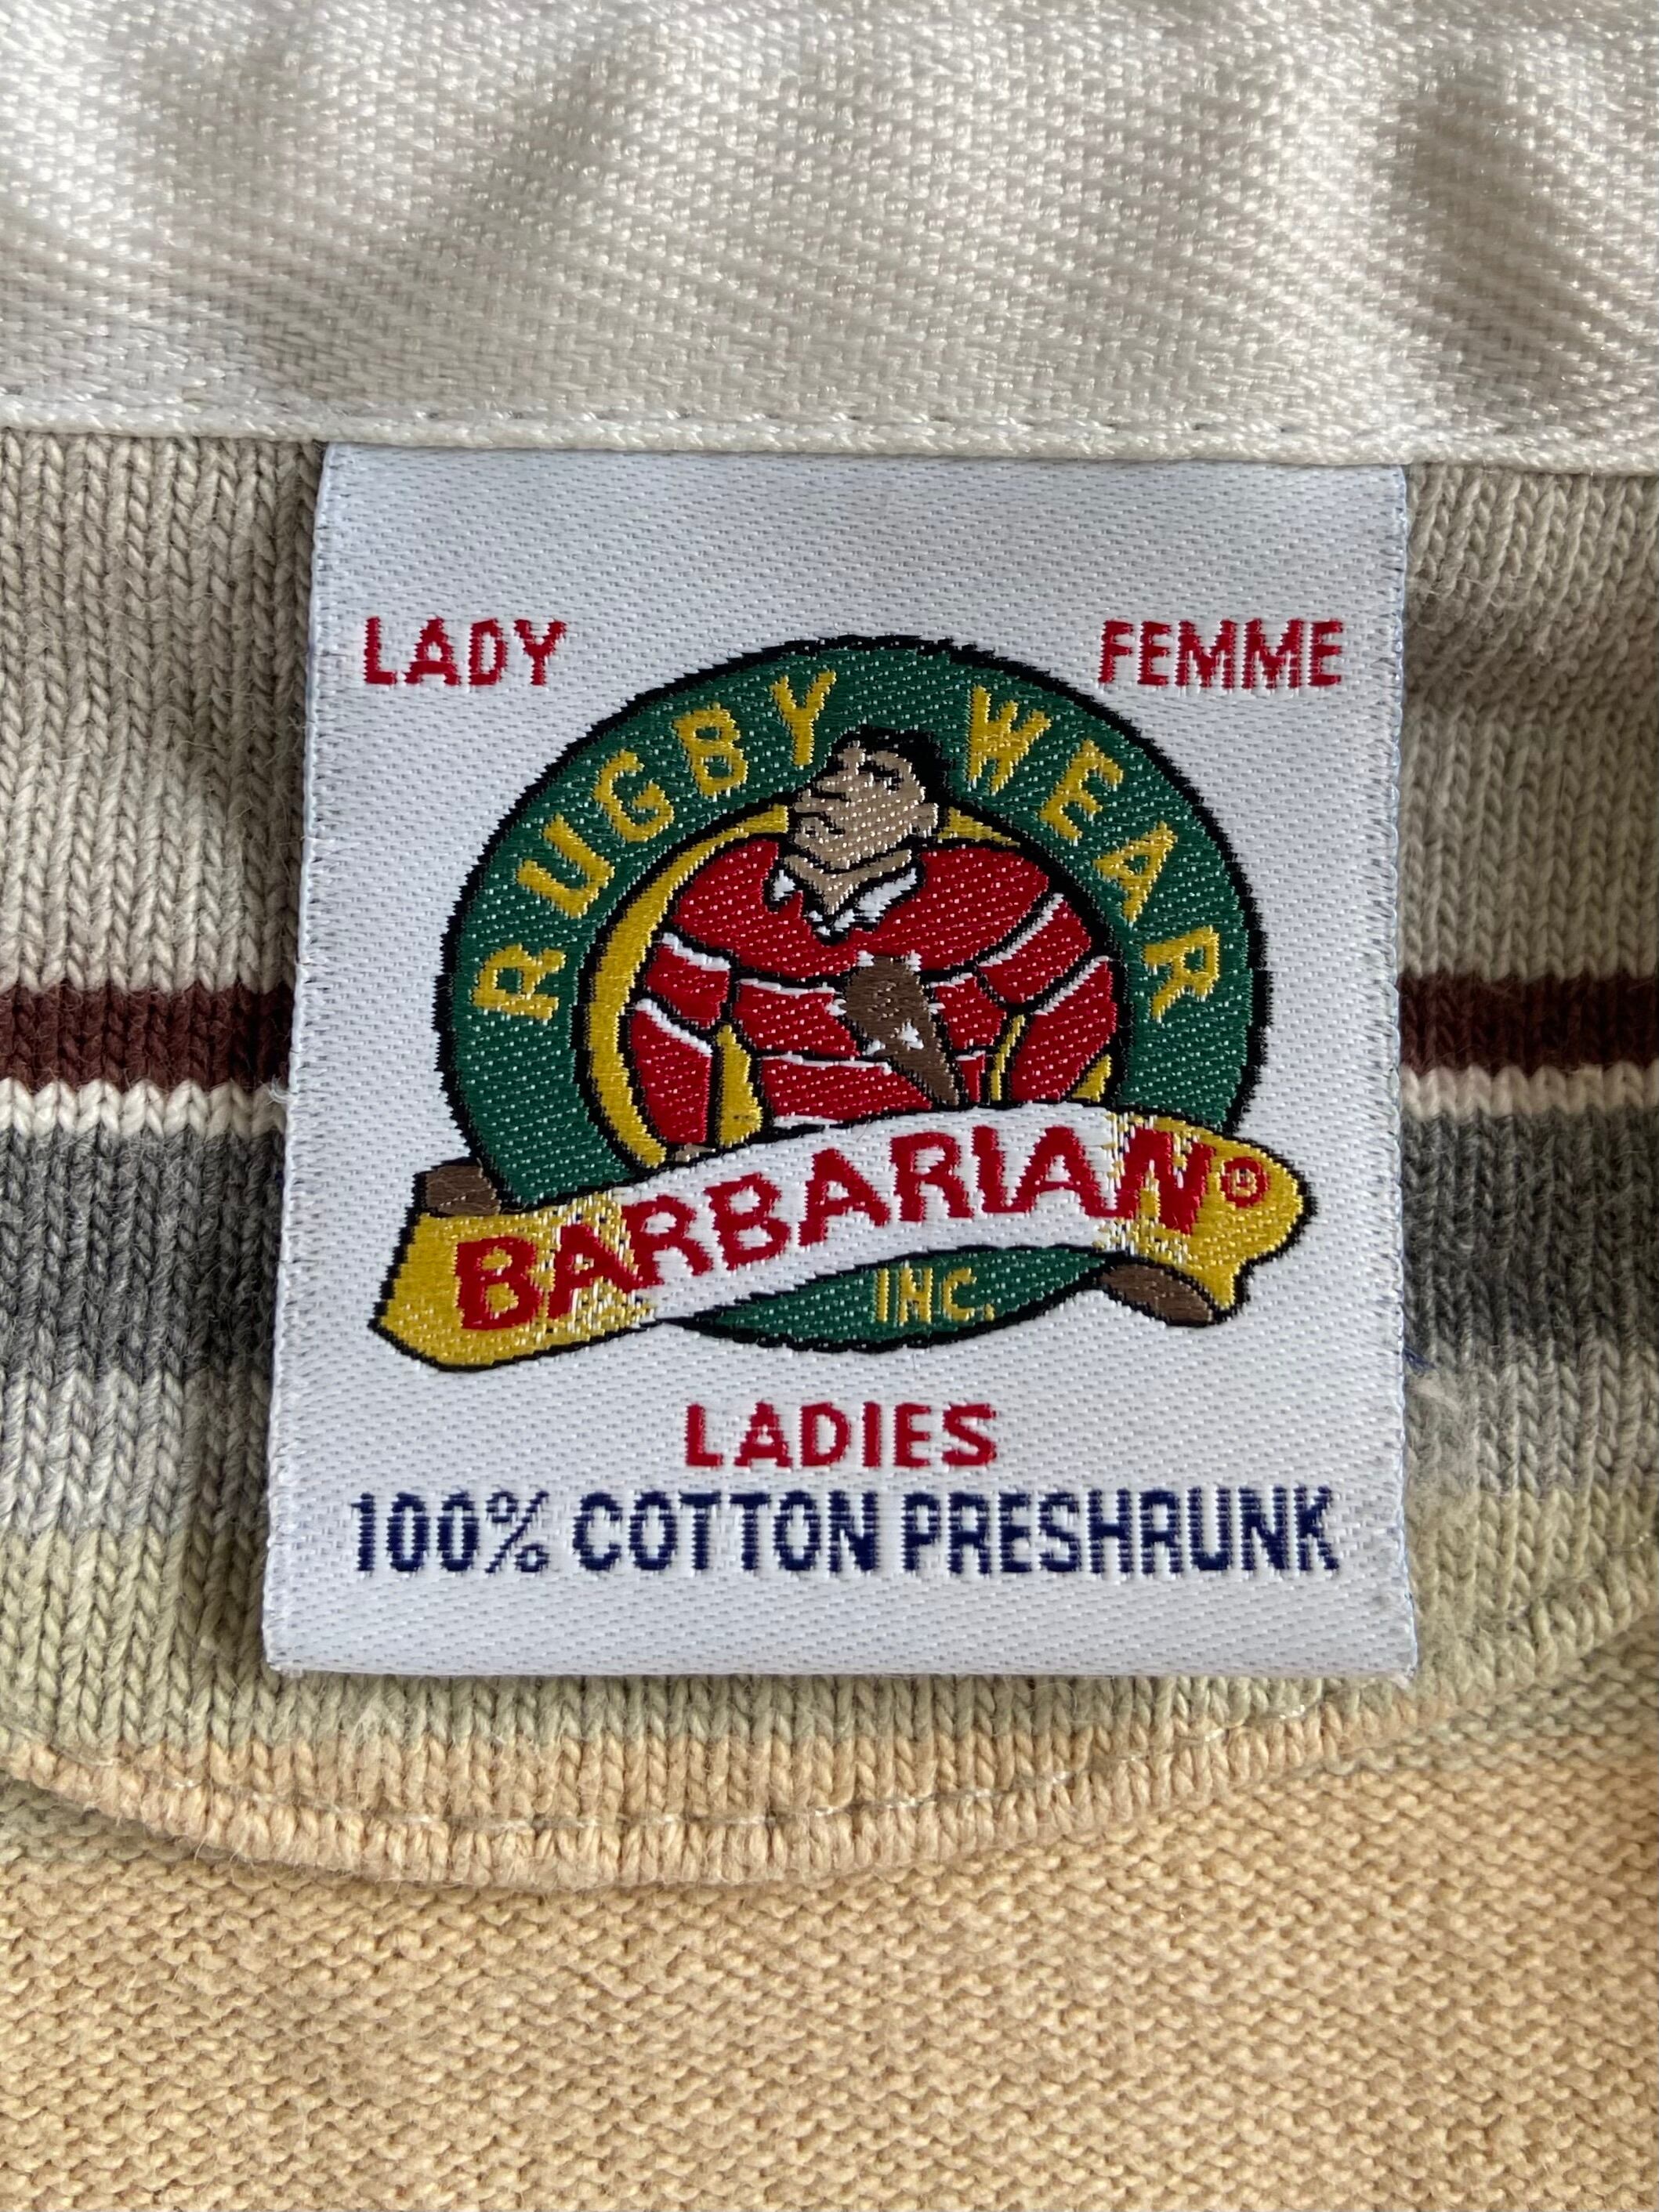 LADY FEMME
RUGBY WEAR
BARBARIAN®
INC.
LADIES
100% COTTON PRESHRUNK